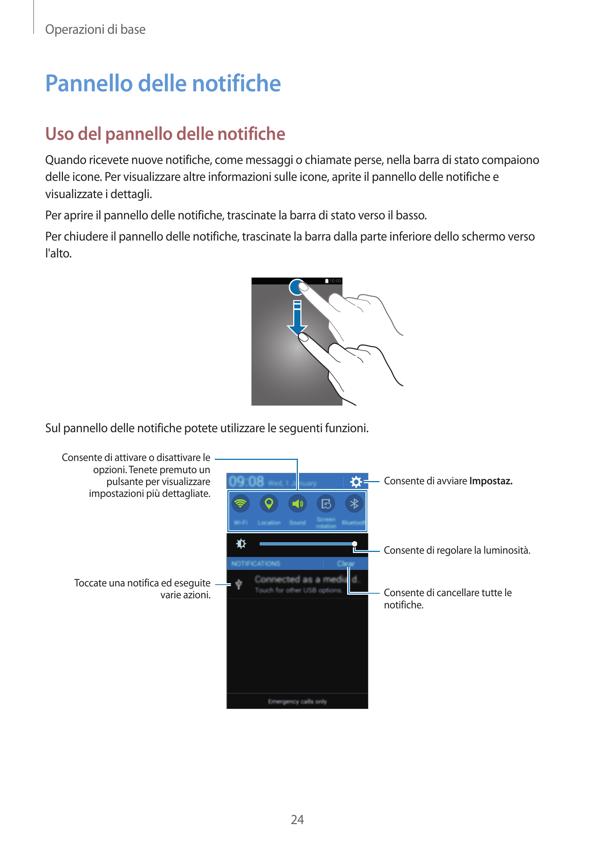 Operazioni di base
Pannello delle notifiche
Uso del pannello delle notifiche
Quando ricevete nuove notifiche, come messaggi o chiamate perse, nella barra di stato compaiono
delle icone. Per visualizzare altre informazioni sulle icone, aprite il pannello delle notifiche e
visualizzate i dettagli.
Per aprire il pannello delle notifiche, trascinate la barra di stato verso il basso.
Per chiudere il pannello delle notifiche, trascinate la barra dalla parte inferiore dello schermo verso
l'alto.
Sul pannello delle notifiche potete utilizzare le seguenti funzioni.
Consente di attivare o disattivare le
opzioni. Tenete premuto un
pulsante per visualizzare
impostazioni più dettagliate.
Toccate una notifica ed eseguite
varie azioni.
09:08 Wed, 1 January
Wi-Fi Location Sound Screen rotation Bluetooth
NOTIFICATIONS Clear
Connected as a media d..
Touch for other USB options.
Emergency calls only
Consente di avviare Impostaz.
Consente di regolare la luminosità.
Consente di cancellare tutte le
notifiche.
24